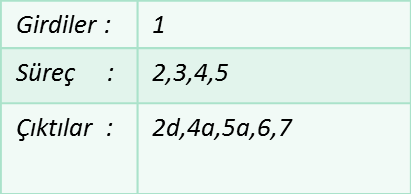 Girdiler : 1
Süreç : 2,3,4,5
Çıktılar : 2d,4a,5a,6,7